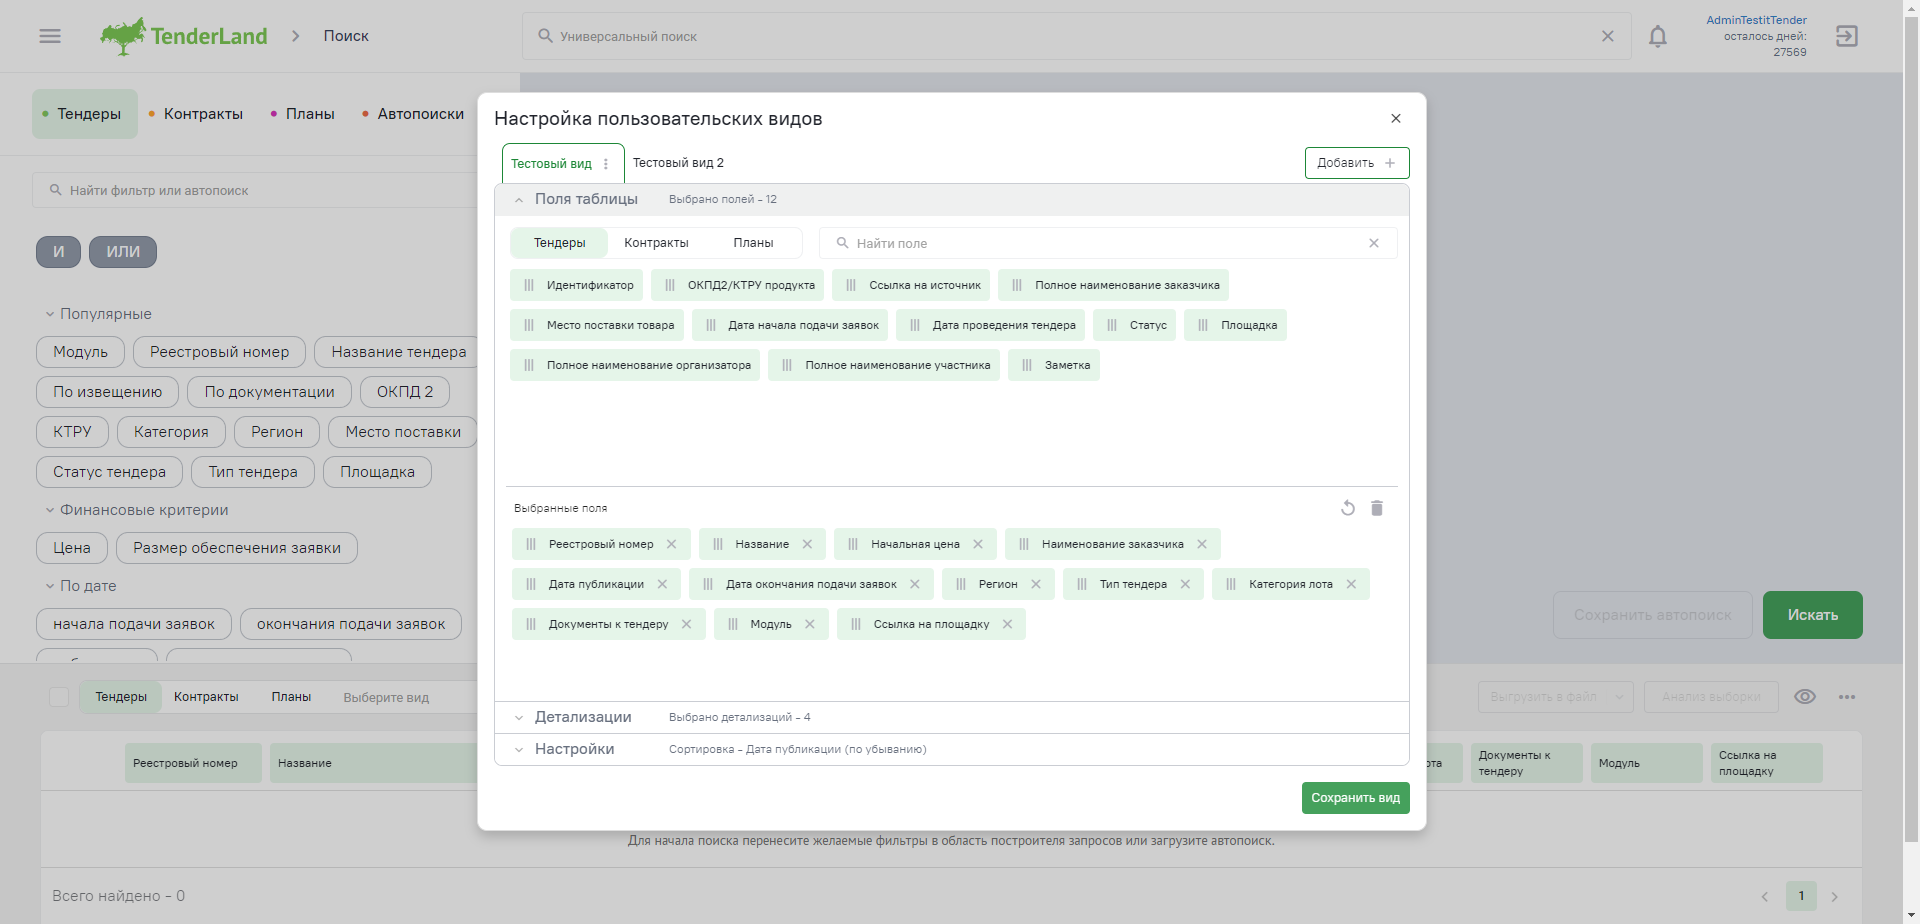 TenderLand
Поиск
Универсальный поиск
AdminTestitTender
осталось дней:
27569
Тендеры
Контракты
Планы
Автопоиски
Найти фильтр или автопоиск
И
ИЛИ
Популярные
Модуль
Реестровый номер
Название тендера
По извещению
По документации
ОКПД 2
КТРУ
Категория
Регион
Место поставки
Статус тендера
Тип тендера
Площадка
Финансовые критерии
Цена
Размер обеспечения заявки
По дате
начала подачи заявок
окончания подачи заявок
Настройка пользовательских видов
Тестовый вид
Тестовый вид 2
Добавить
Поля таблицы
Выбрано полей - 12
Тендеры
Контракты
Планы
Найти поле
Идентификатор
ОКПД2/КТРУ продукта
Ссылка на источник
Полное наименование заказчика
Место поставки товара
Дата начала подачи заявок
Дата проведения тендера
Статус
Площадка
Полное наименование организатора
Полное наименование участника
Заметка
Выбранные поля
Реестровый номер
Название
Начальная цена
Наименование заказчика
Дата публикации
Дата окончания подачи заявок
Регион
Тип тендера
Категория лота
Документы к тендеру
Модуль
Ссылка на площадку
Детализации
Выбрано детализаций - 4
Настройки
Сортировка - Дата публикации (по убыванию)
Сохранить вид
Сохранить автопоиск
Искать
Тендеры
Контракты
Планы
Выберите вид
Выгрузить в файл
Анализ выборки
Реестровый номер
Название
ота
Документы к
тендеру
Модуль
Ссылка на
площадку
Для начала поиска перенесите желаемые фильтры в область построителя запросов или загрузите автопоиск.
Всего найдено - 0
1